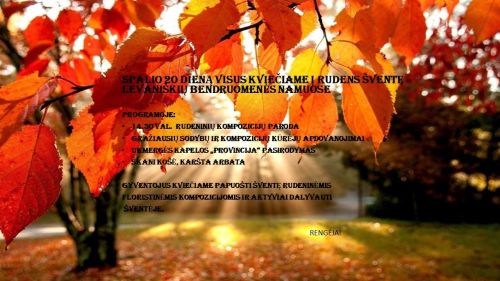 SPALIO 20 DIENĄ VISUS KVIEČIAME Į RUDENS ŠVENTĘ
LEVANIŠKIŲ BENDRUOMENĖS NAMUOSE
PROGRAMOJE:
• 14.30 VAL. RUDENINIŲ KOMPOZICIJŲ PARODA
• GRAŽIAUSIŲ SODYBŲ IR KOMPOZICIJŲ KŪRĖJŲ APDOVANOJIMAI
• UKMERGĖS KAPELOS „PROVINCIJA" PASIRODYMAS
• SKANI KOŠĖ, KARŠTA ARBATA
GYVENTOJUS KVIEČIAME PAPUOŠTI ŠVENTĘ RUDENINĖMIS
FLORISTINĖMIS KOMPOZICIJOMIS IR AKTYVIAI DALYVAUTI
ŠVENTĖJE.
RENGĖJAI